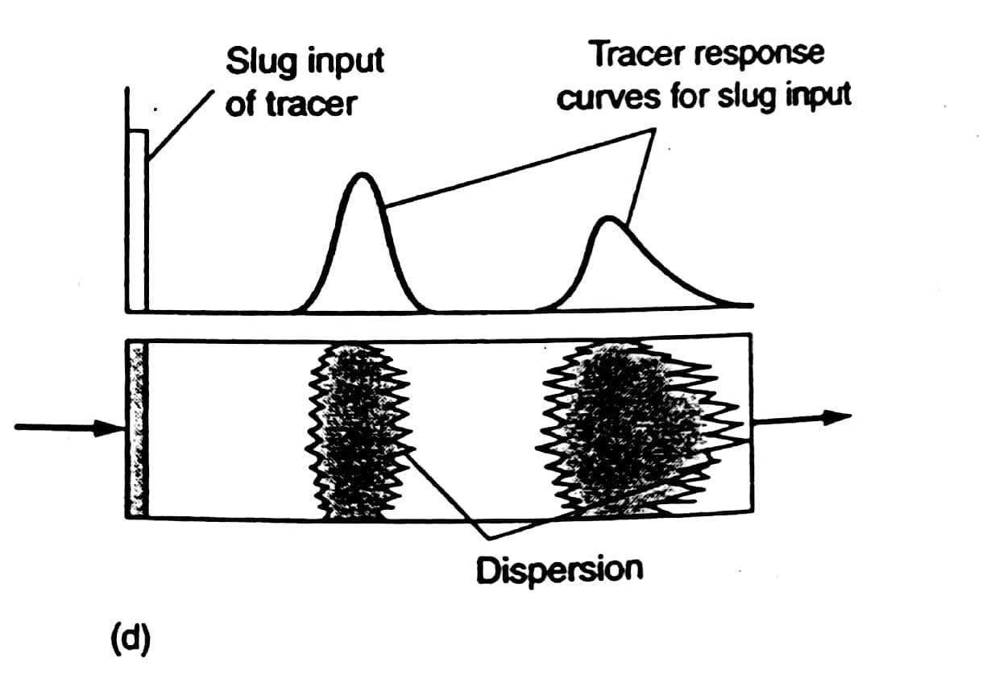 Slug input
of tracer
Tracer response
curves for slug input
Dispersion
(d)